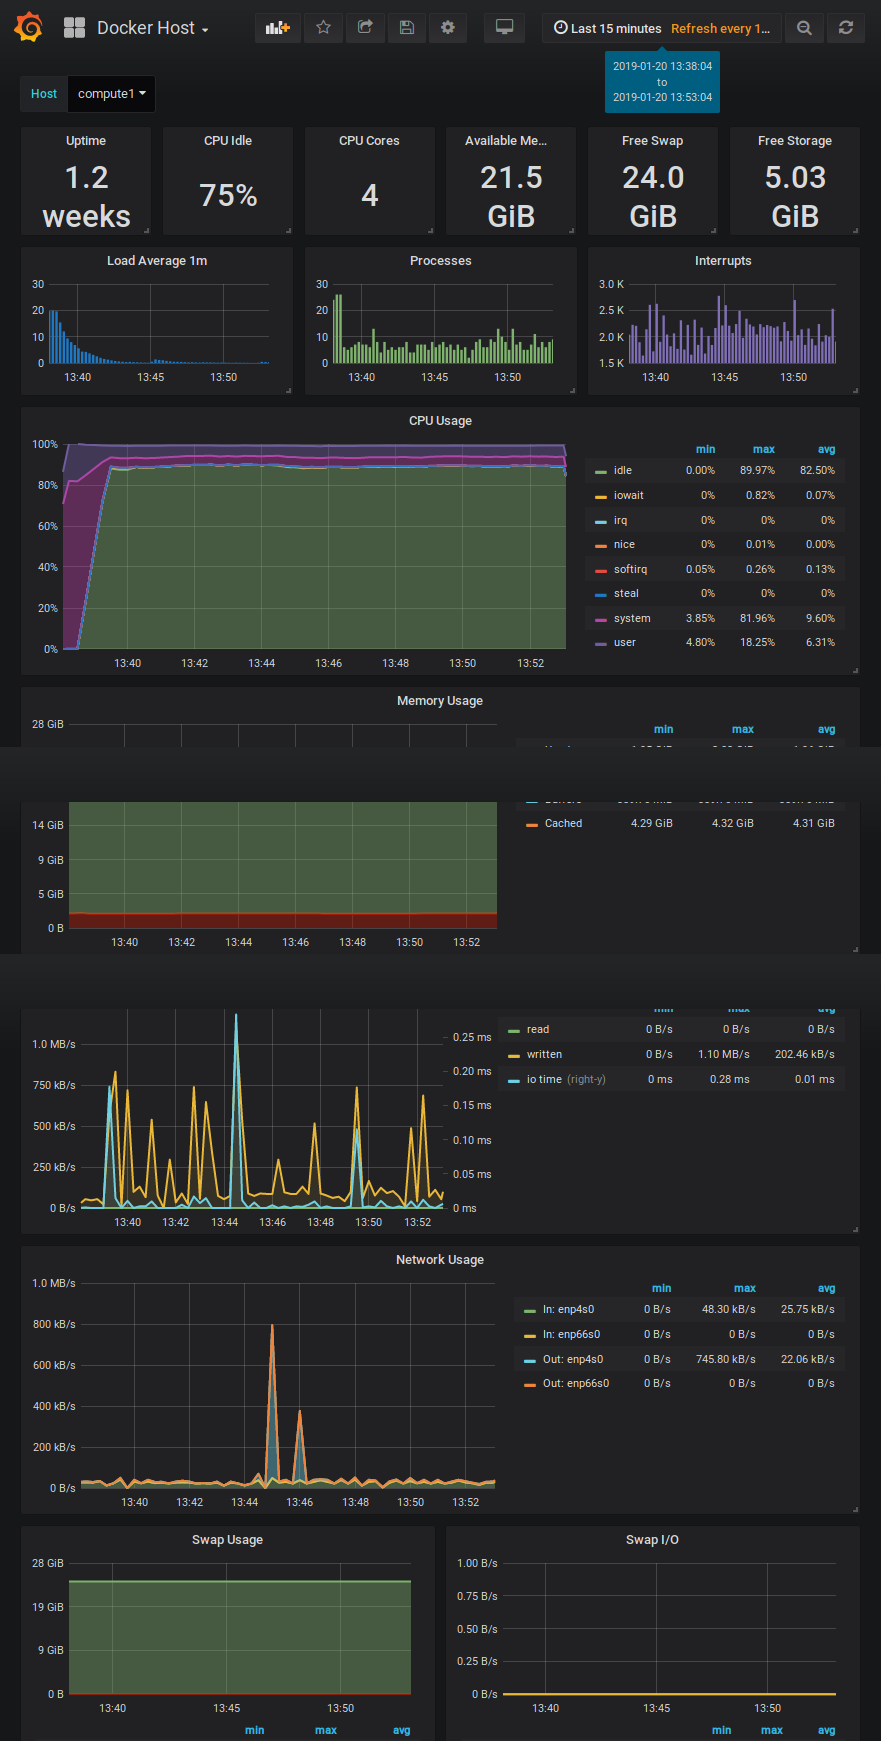 Docker Host
Last 15 minutes Refresh every 1...
2019-01-20 13:38:04
to
2019-01-20 13:53:04
Host compute1
Uptime CPU Idle CPU Cores Available Me... Free Swap Free Storage
1.2 weeks 75% 4 21.5 GiB 24.0 GiB 5.03 GiB
Load Average 1m
30
20
10
0
13:40 13:45 13:50
Processes
30
20
10
0
13:40 13:45 13:50
Interrupts
3.0 K
2.5 K
2.0 K
1.5 K
13:40 13:45 13:50
CPU Usage
100%
80%
60%
40%
20%
0%
13:40 13:42 13:44 13:46 13:48 13:50 13:52
min max avg
idle 0.00% 89.97% 82.50%
iowait 0% 0.82% 0.07%
irq 0% 0% 0%
nice 0% 0.01% 0.00%
softirq 0.05% 0.26% 0.13%
steal 0% 0% 0%
system 3.85% 81.96% 9.60%
user 4.80% 18.25% 6.31%
Memory Usage
28 GiB
min max avg
Cached 4.29 GiB 4.32 GiB 4.31 GiB
14 GiB
9 GiB
5 GiB
0 B
13:40 13:42 13:44 13:46 13:48 13:50 13:52
1.0 MB/s
750 kB/s
500 kB/s
250 kB/s
0 B/s
0.25 ms
0.20 ms
0.15 ms
0.10 ms
0.05 ms
0 ms
13:40 13:42 13:44 13:46 13:48 13:50 13:52
min max avg
read 0 B/s 0 B/s 0 B/s
written 0 B/s 1.10 MB/s 202.46 kB/s
io time (right-y) 0 ms 0.28 ms 0.01 ms
Network Usage
1.0 MB/s
800 kB/s
600 kB/s
400 kB/s
200 kB/s
0 B/s
13:40 13:42 13:44 13:46 13:48 13:50 13:52
min max avg
In: enp4s0 0 B/s 48.30 kB/s 25.75 kB/s
In: enp66s0 0 B/s 0 B/s 0 B/s
Out: enp4s0 0 B/s 745.80 kB/s 22.06 kB/s
Out: enp66s0 0 B/s 0 B/s 0 B/s
Swap Usage
28 GiB
19 GiB
9 GiB
0 B
13:40 13:45 13:50
min max avg
Swap I/O
1.00 B/s
0.75 B/s
0.50 B/s
0.25 B/s
0 B/s
13:40 13:45 13:50
min max avg